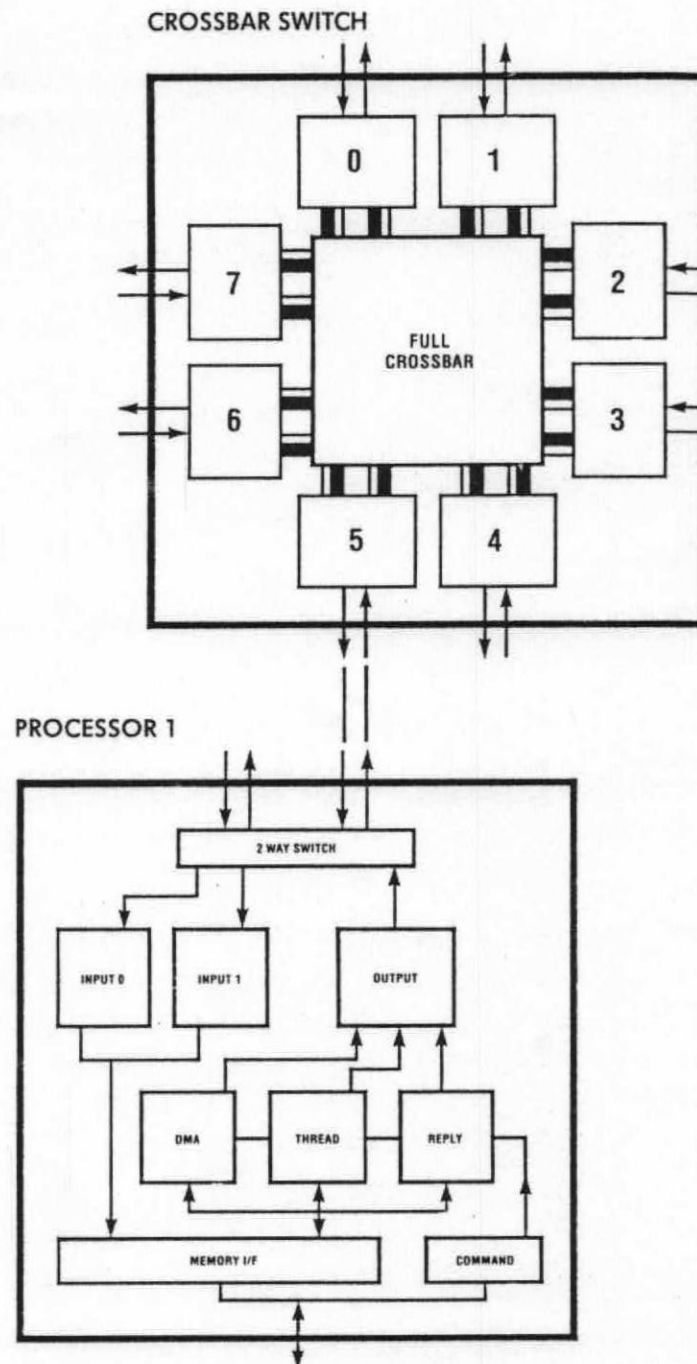 CROSSBAR SWITCH
0
1
7
2
FULL
CROSSBAR
6
3
5
4
PROCESSOR 1
2 WAY SWITCH
INPUT 0
INPUT 1
OUTPUT
DMA
THREAD
REPLY
MEMORY I/F
COMMAND